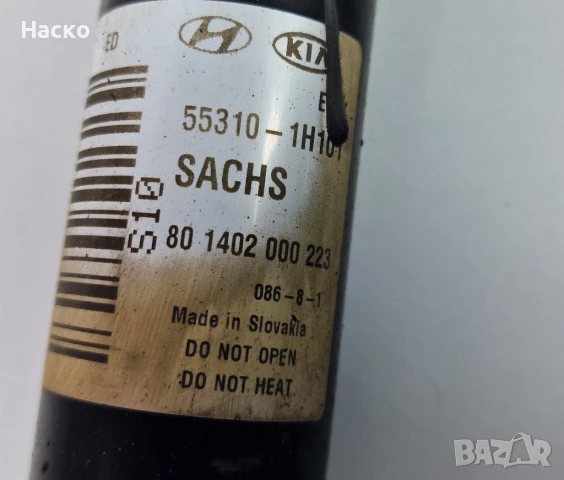 Наско
ED
KIA
55310-1H101
SACHS
S10
80 1402 000 223
086-8-1
Made in Slovakia
DO NOT OPEN
DO NOT HEAT
BAZAR